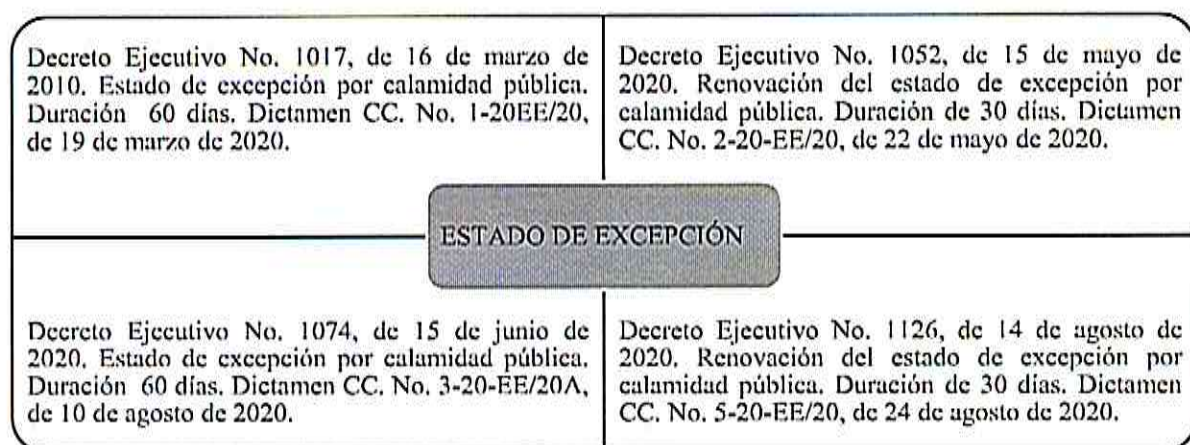 Decreto Ejecutivo No. 1017, de 16 de marzo de
2010. Estado de excepción por calamidad pública.
Duración 60 días. Dictamen CC. No. 1-20EE/20,
de 19 de marzo de 2020.
Decreto Ejecutivo No. 1052, de 15 de mayo de
2020. Renovación del estado de excepción por
calamidad pública. Duración de 30 días. Dictamen
CC. No. 2-20-EE/20, de 22 de mayo de 2020.
ESTADO DE EXCEPCIÓN
Decreto Ejecutivo No. 1074, de 15 de junio de
2020. Estado de excepción por calamidad pública.
Duración 60 días. Dictamen CC. No. 3-20-EE/20A,
de 10 de agosto de 2020.
Decreto Ejecutivo No. 1126, de 14 de agosto de
2020. Renovación del estado de excepción por
calamidad pública. Duración de 30 días. Dictamen
CC. No. 5-20-EE/20, de 24 de agosto de 2020.